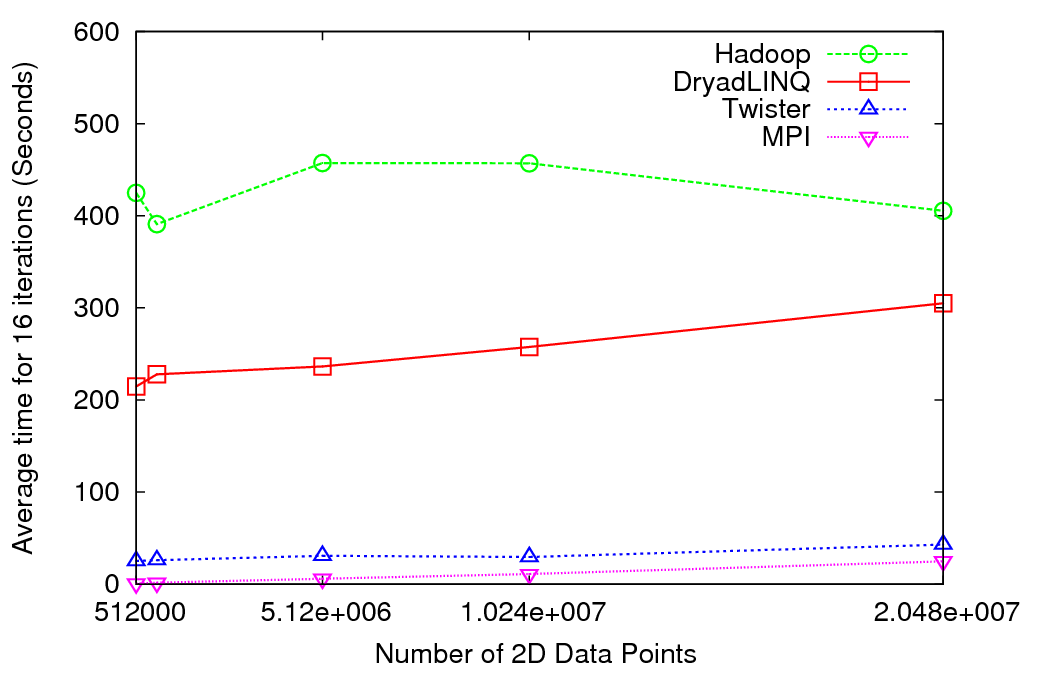 600
500
400
300
200
100
0
Average time for 16 iterations (Seconds)
Hadoop
DryadLINQ
Twister
MPI
512000 5.12e+006 1.024e+007 2.048e+007
Number of 2D Data Points